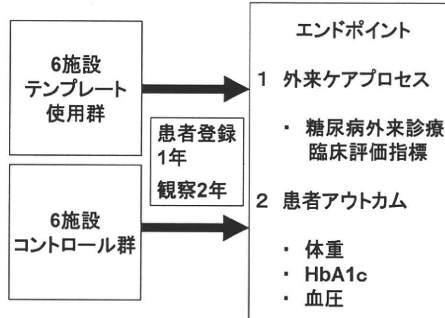 6施設
テンプレート
使用群
患者登録
1年
観察2年
6施設
コントロール群
エンドポイント
1 外来ケアプロセス
・ 糖尿病外来診療
臨床評価指標
2 患者アウトカム
・ 体重
・ HbA1c
・ 血圧